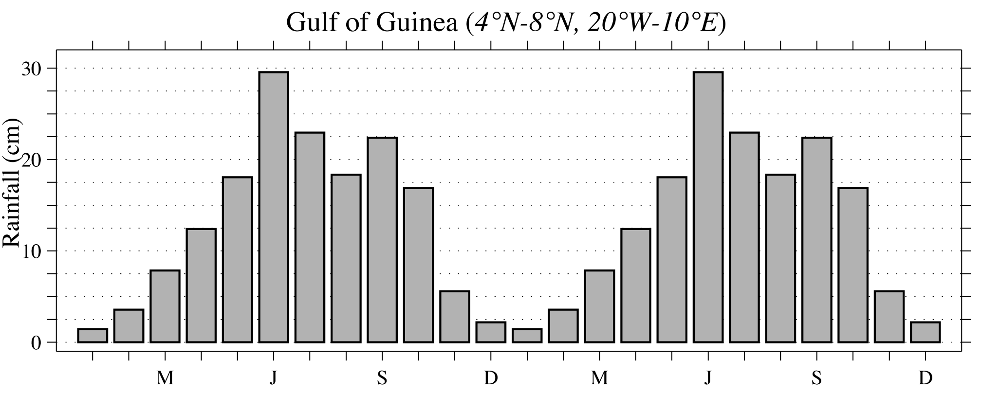 Gulf of Guinea (4°N-8°N, 20°W-10°E)
Rainfall (cm)
30
20
10
0
M J S D M J S D